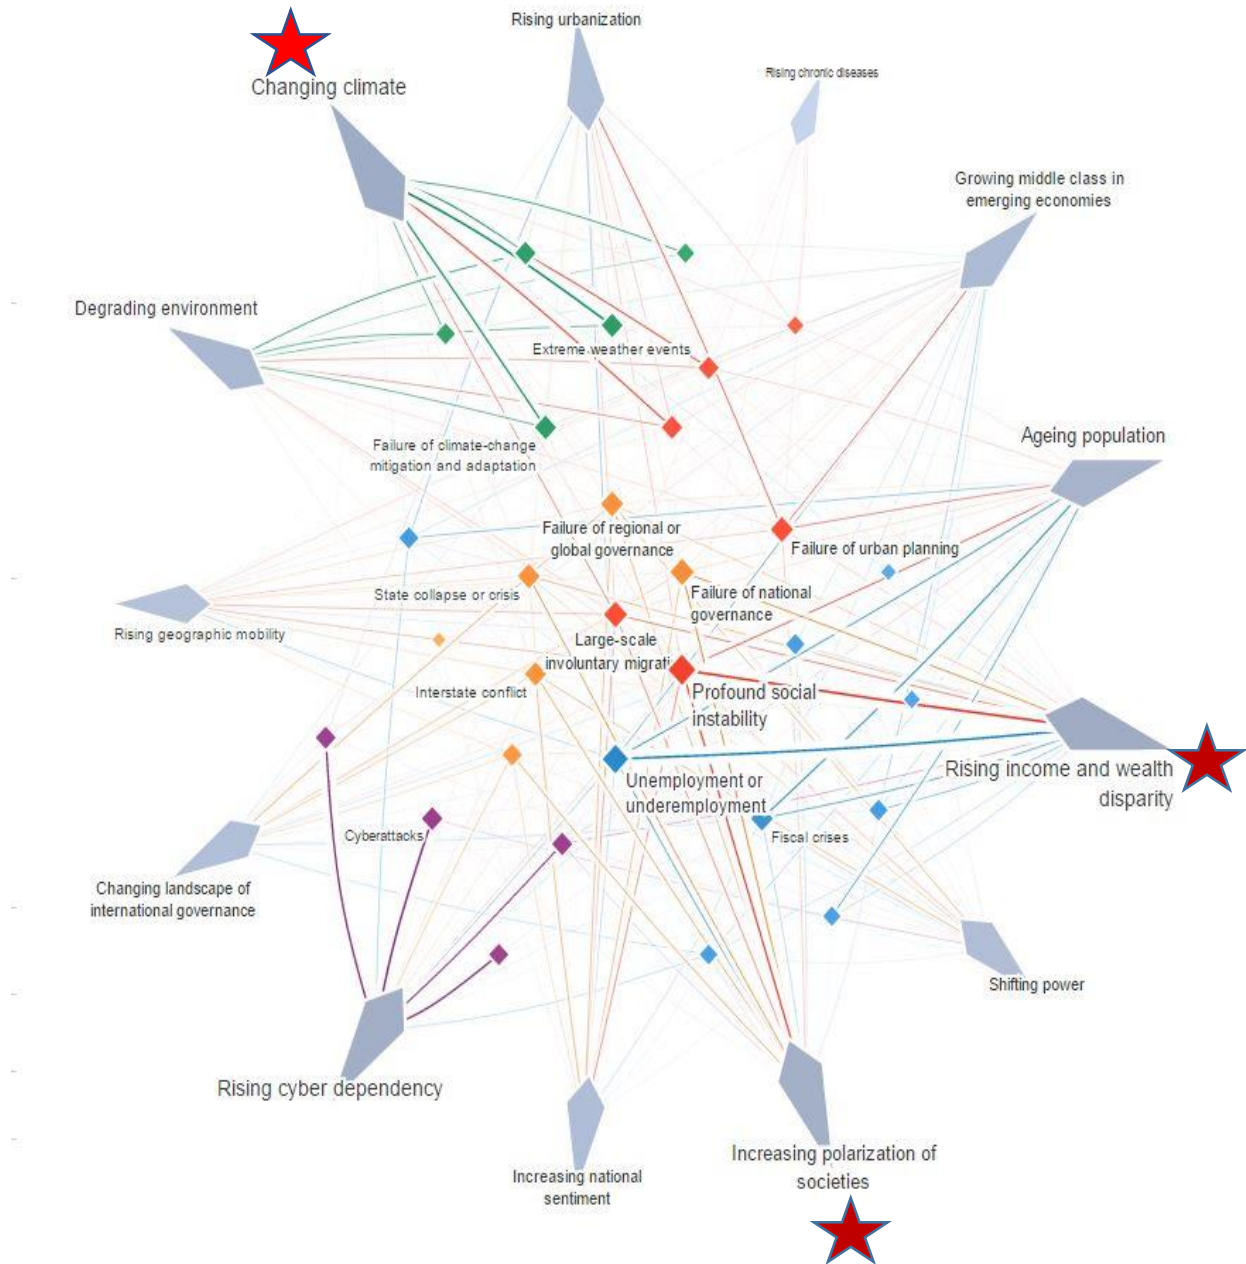 Rising urbanization
Rising chronic diseases
Changing climate
Growing middle class in
emerging economies
Degrading environment
Extreme weather events
Ageing population
Failure of climate-change
mitigation and adaptation
Failure of regional or
global governance
Failure of urban planning
State collapse or crisis
Failure of national
governance
Rising geographic mobility
Large-scale
involuntary migrati
Interstate conflict
Profound social
instability
Unemployment or
underemployment
Rising income and wealth
disparity
Cyberattacks
Fiscal crises
Changing landscape of
international governance
Shifting power
Rising cyber dependency
Increasing polarization of
societies
Increasing national
sentiment